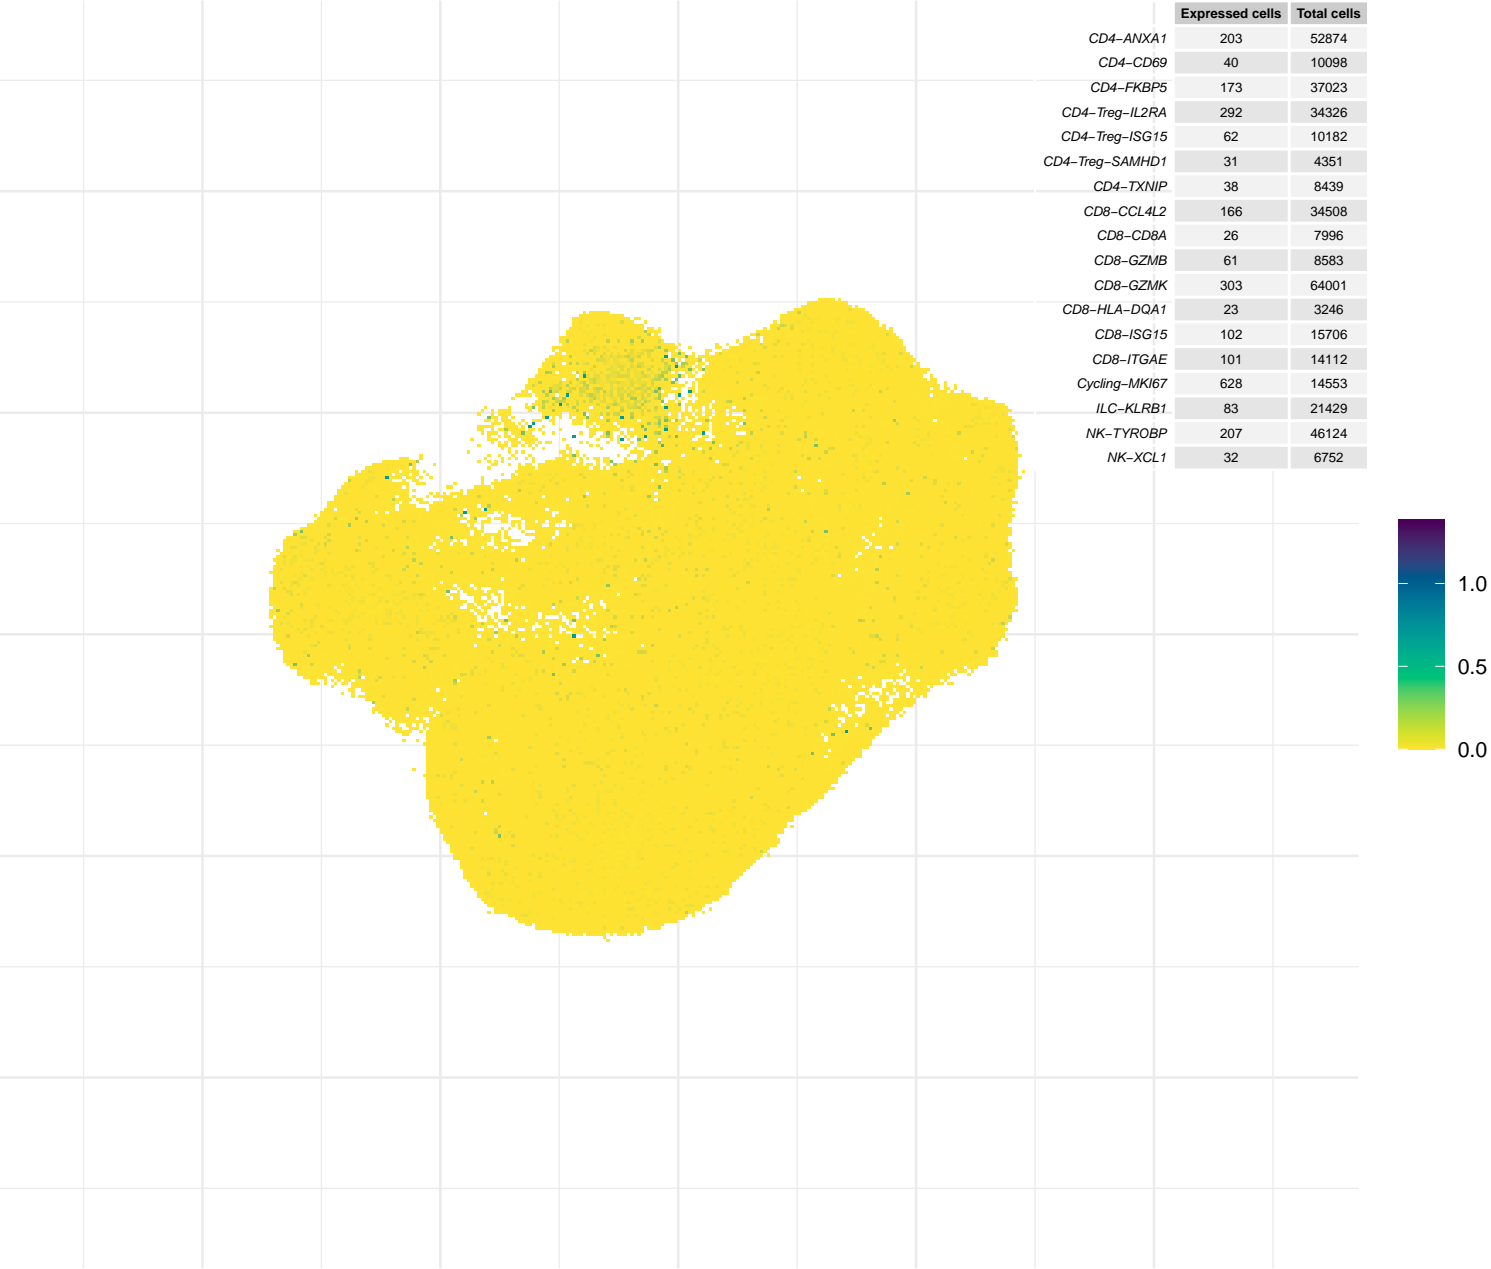 Expressed cells Total cells
CD4−ANXA1 203 52874
CD4−CD69 40 10098
CD4−FKBP5 173 37023
CD4−Treg−IL2RA 292 34326
CD4−Treg−ISG15 62 10182
CD4−Treg−SAMHD1 31 4351
CD4−TXNIP 38 8439
CD8−CCL4L2 166 34508
CD8−CD8A 26 7996
CD8−GZMB 61 8583
CD8−GZMK 303 64001
CD8−HLA−DQA1 23 3246
CD8−ISG15 102 15706
CD8−ITGAE 101 14112
Cycling−MKI67 628 14553
ILC−KLRB1 83 21429
NK−TYROBP 207 46124
NK−XCL1 32 6752
1.0
0.5
0.0